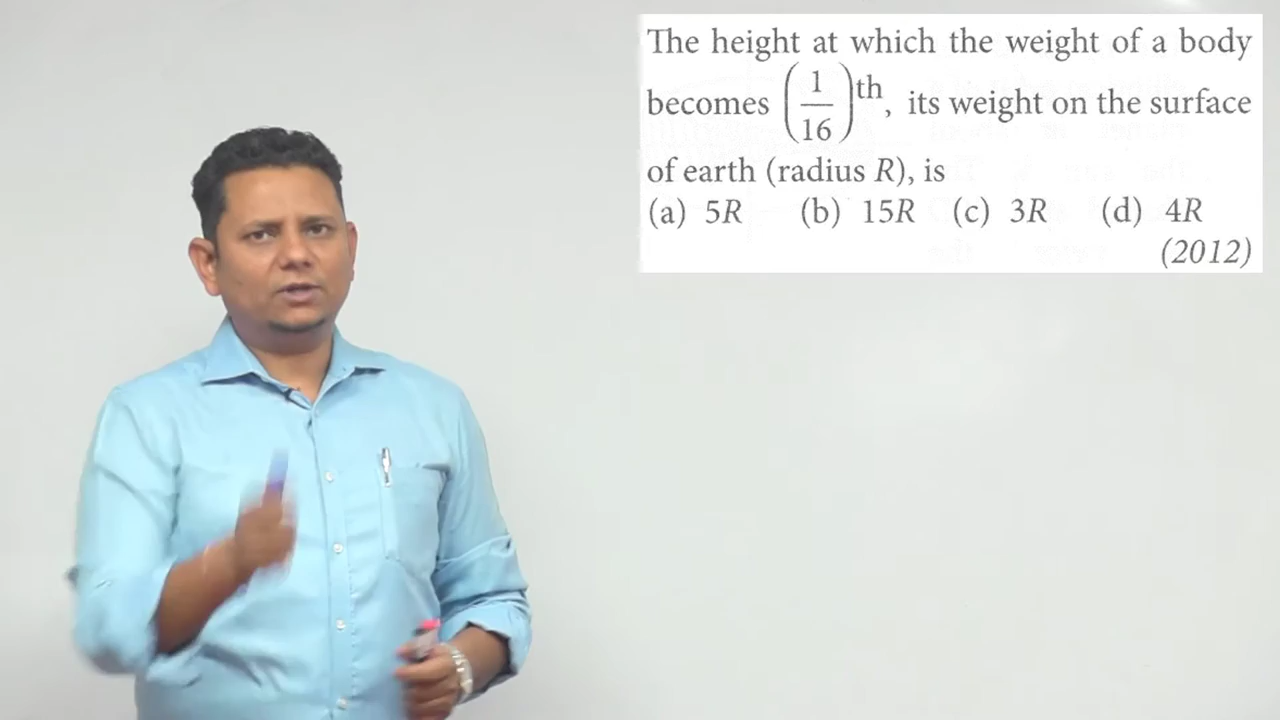 The height at which the weight of a body
becomes (1/16)th, its weight on the surface
of earth (radius R), is
(a) 5R (b) 15R (c) 3R (d) 4R
(2012)